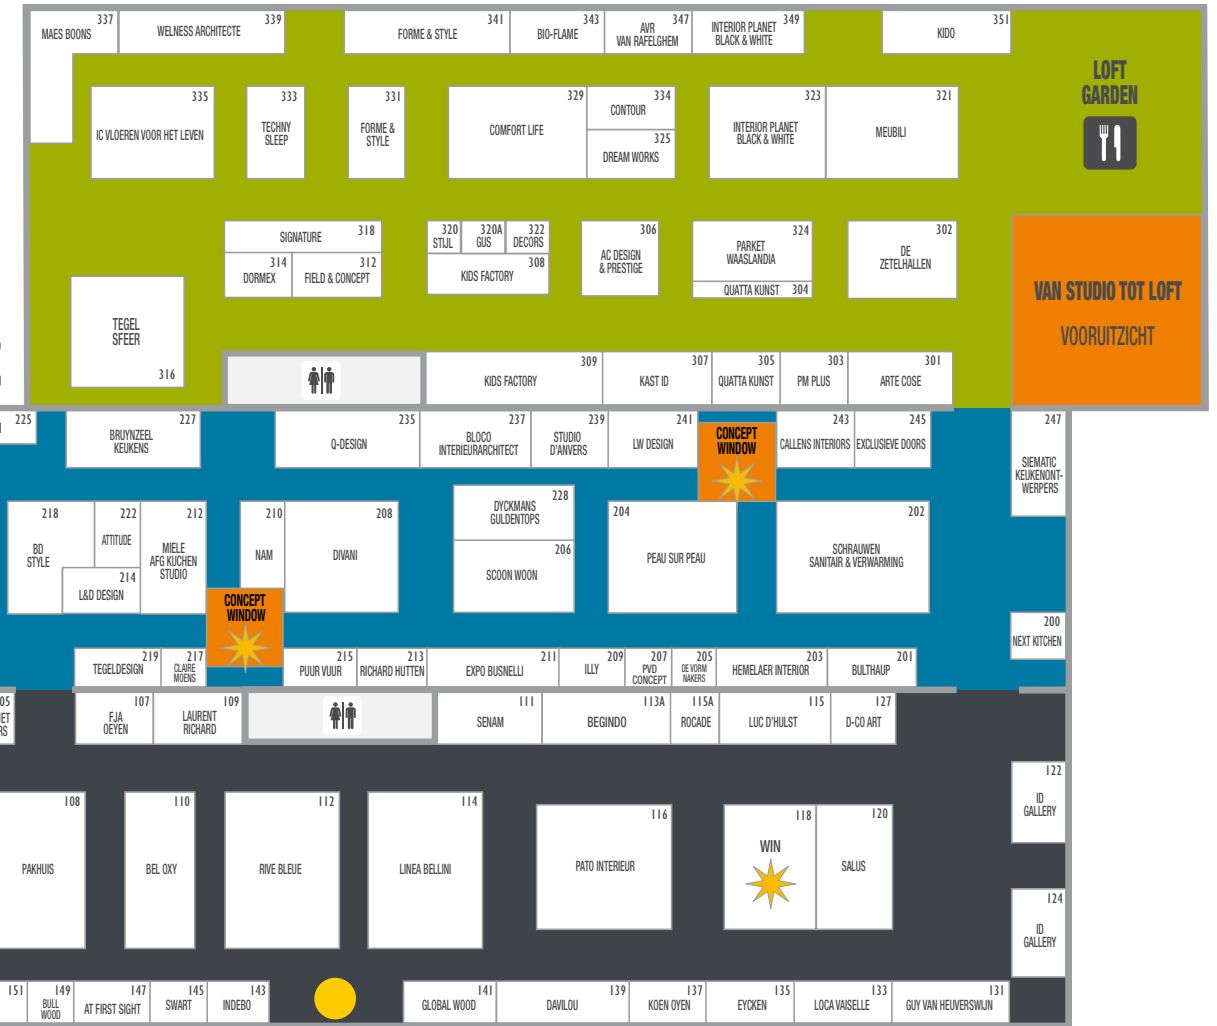 337
MAES BOONS
339
WELNESS ARCHITECTE
341
FORME & STYLE
343
BIO-FLAME
347
AVR
VAN RAFELGHEM
349
INTERIOR PLANET
BLACK & WHITE
351
KIDO
LOFT
GARDEN
335
IC VLOEREN VOOR HET LEVEN
333
TECHNY
SLEEP
331
FORME &
STYLE
329
COMFORT LIFE
334
CONTOUR
325
DREAM WORKS
323
INTERIOR PLANET
BLACK & WHITE
321
MEUBILI
318
SIGNATURE
314
DORMEX
312
FIELD & CONCEPT
320
STIJL
320A
GUS
322
DECORS
308
KIDS FACTORY
306
AC DESIGN
& PRESTIGE
324
PARKET
WAASLANDIA
QUATTA KUNST 304
302
DE
ZETELHALLEN
VAN STUDIO TOT LOFT
VOORUITZICHT
TEGEL
SFEER
316
309
KIDS FACTORY
307
KAST ID
305
QUATTA KUNST
303
PM PLUS
301
ARTE COSE
225
227
BRUYNZEEL
KEUKENS
235
Q-DESIGN
237
BLOCO
INTERIEURARCHITECT
239
STUDIO
D'ANVERS
241
LW DESIGN
CONCEPT
WINDOW
243
CALLENS INTERIORS
245
EXCLUSIEVE DOORS
247
SIEMATIC
KEUKENONT-
WERPERS
218
BD
STYLE
222
ATTITUDE
214
L&D DESIGN
212
MIELE
AFG KUCHEN
STUDIO
210
NAM
208
DIVANI
228
DYCKMANS
GULDENTOPS
206
SCOON WOON
204
PEAU SUR PEAU
202
SCHRAUWEN
SANITAIR & VERWARMING
CONCEPT
WINDOW
200
NEXT KITCHEN
219
TEGELDESIGN
217
CLAIRE
MOENS
215
PUUR VUUR
213
RICHARD HUTTEN
211
EXPO BUSNELLI
209
ILLY
207
PVD
CONCEPT
205
DE VORM
MAKERS
203
HEMELAER INTERIOR
201
BULTHAUP
107
FJA
OEYEN
109
LAURENT
RICHARD
111
SENAM
113A
BEGINDO
115A
ROCADE
115
LUC D'HULST
127
D-CO ART
122
ID
GALLERY
108
PAKHUIS
110
BEL OXY
112
RIVE BLEUE
114
LINEA BELLINI
116
PATO INTERIEUR
118
WIN
120
SALUS
124
ID
GALLERY
151
149
BULL
WOOD
147
AT FIRST SIGHT
145
SWART
143
INDEBO
141
GLOBAL WOOD
139
DAVILOU
137
KOEN OYEN
135
EYCKEN
133
LOCA VAISELLE
131
GUY VAN HEUVERSWIJN